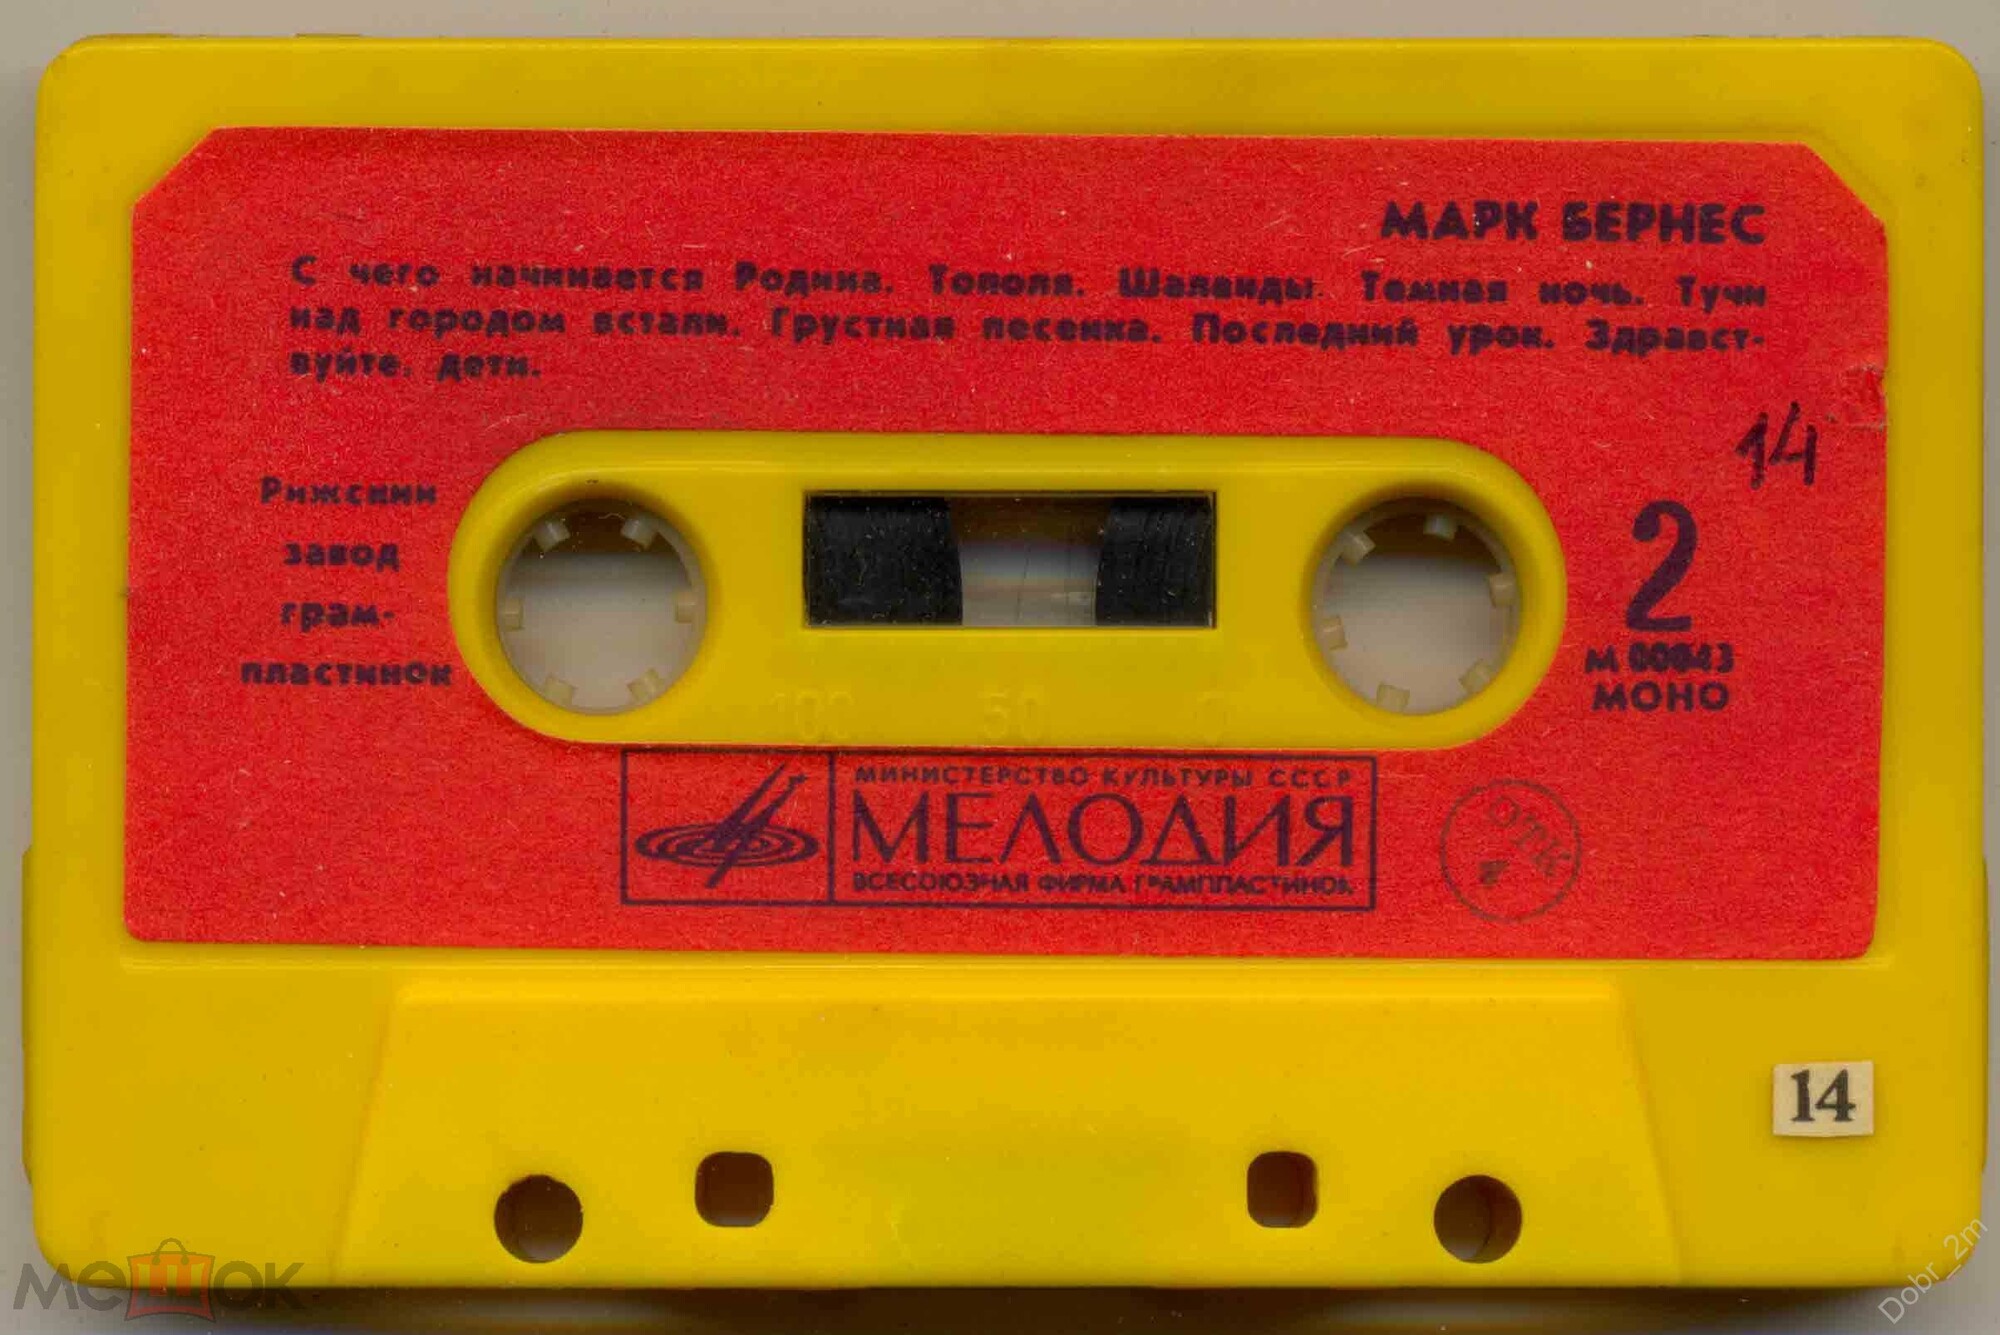 МАРК БЕРНЕС
С чего начинается Родина. Тополя. Шаланды. Темная ночь. Тучи
над городом встали. Грустная песенка. Последний урок. Здравст-
вуйте, дети.
14
Рижский
завод
грам-
пластинок
2
М 00043
МОНО
100 50 0
МИНИСТЕРСТВО КУЛЬТУРЫ СССР
МЕЛОДИЯ
ВСЕСОЮЗНАЯ ФИРМА ГРАМПЛАСТИНОК
ОТК
14
мешок
Dobr_2m